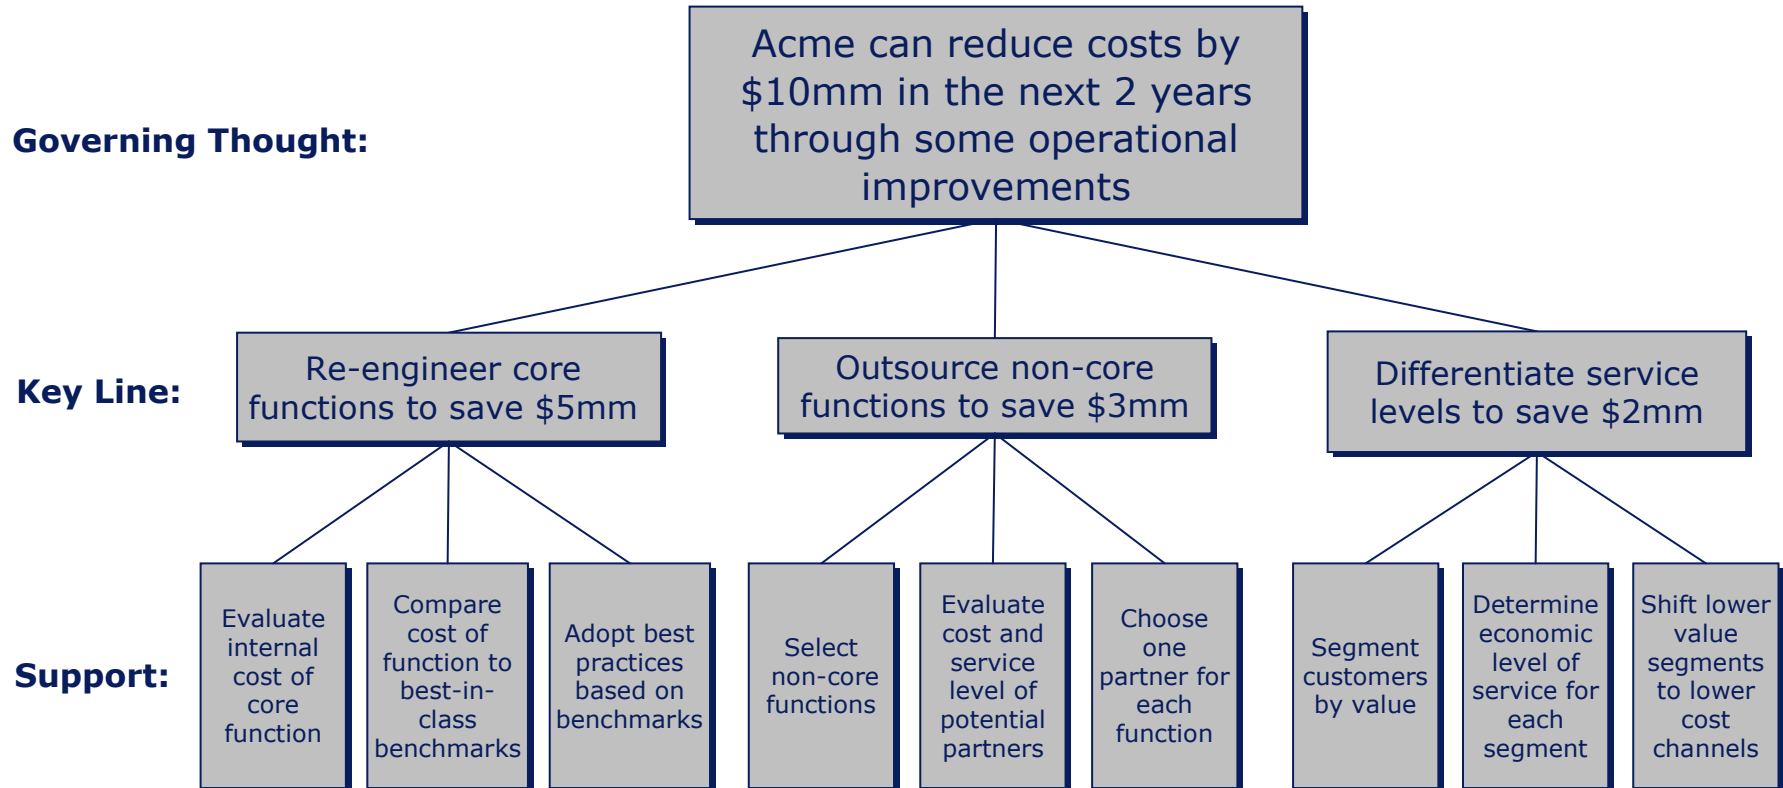 Acme can reduce costs by
$10mm in the next 2 years
through some operational
improvements
Governing Thought:
Key Line:
Re-engineer core
functions to save $5mm
Outsource non-core
functions to save $3mm
Differentiate service
levels to save $2mm
Support:
Evaluate
internal
cost of
core
function
Compare
cost of
function to
best-in-
class
benchmarks
Adopt best
practices
based on
benchmarks
Select
non-core
functions
Evaluate
cost and
service
level of
potential
partners
Choose
one
partner for
each
function
Segment
customers
by value
Determine
economic
level of
service for
each
segment
Shift lower
value
segments
to lower
cost
channels